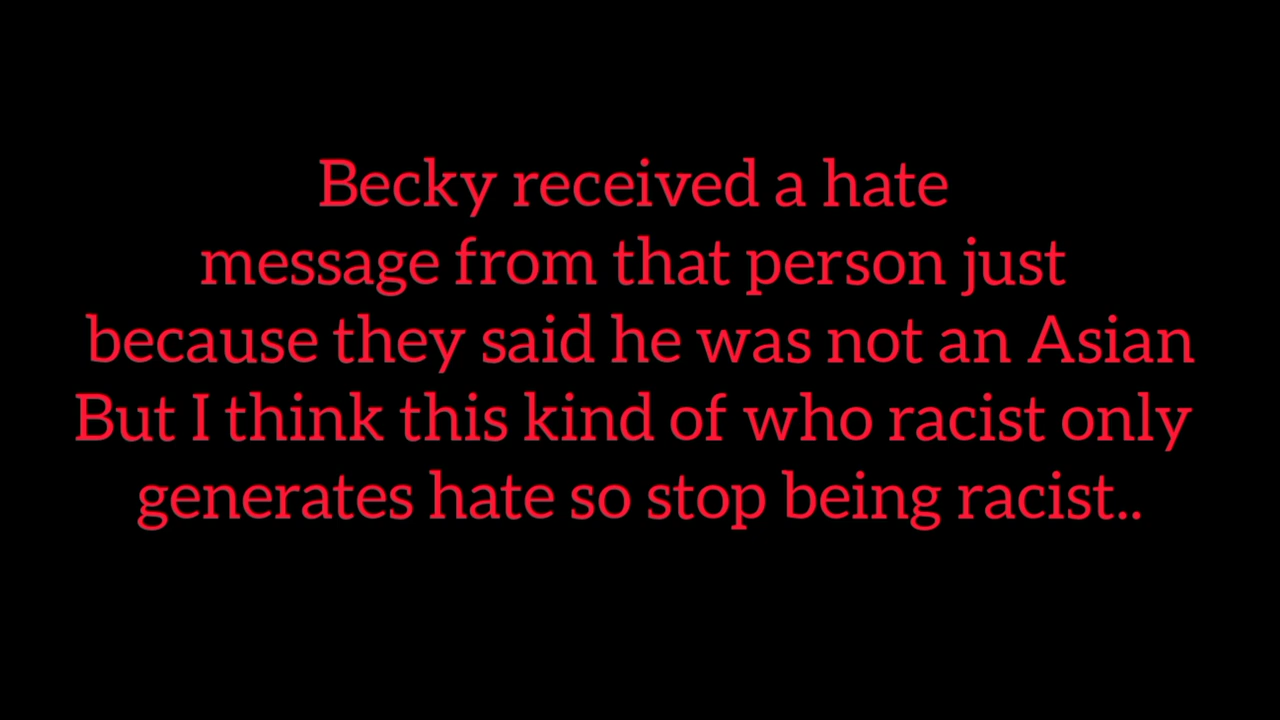 Becky received a hate
message from that person just
because they said he was not an Asian
But I think this kind of who racist only
generates hate so stop being racist..